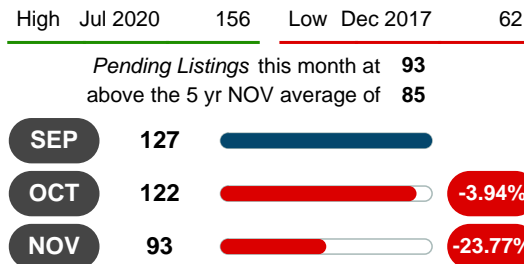 High Jul 2020 156 Low Dec 2017 62
Pending Listings this month at 93
above the 5 yr NOV average of 85
SEP 127
OCT 122 -3.94%
NOV 93 -23.77%